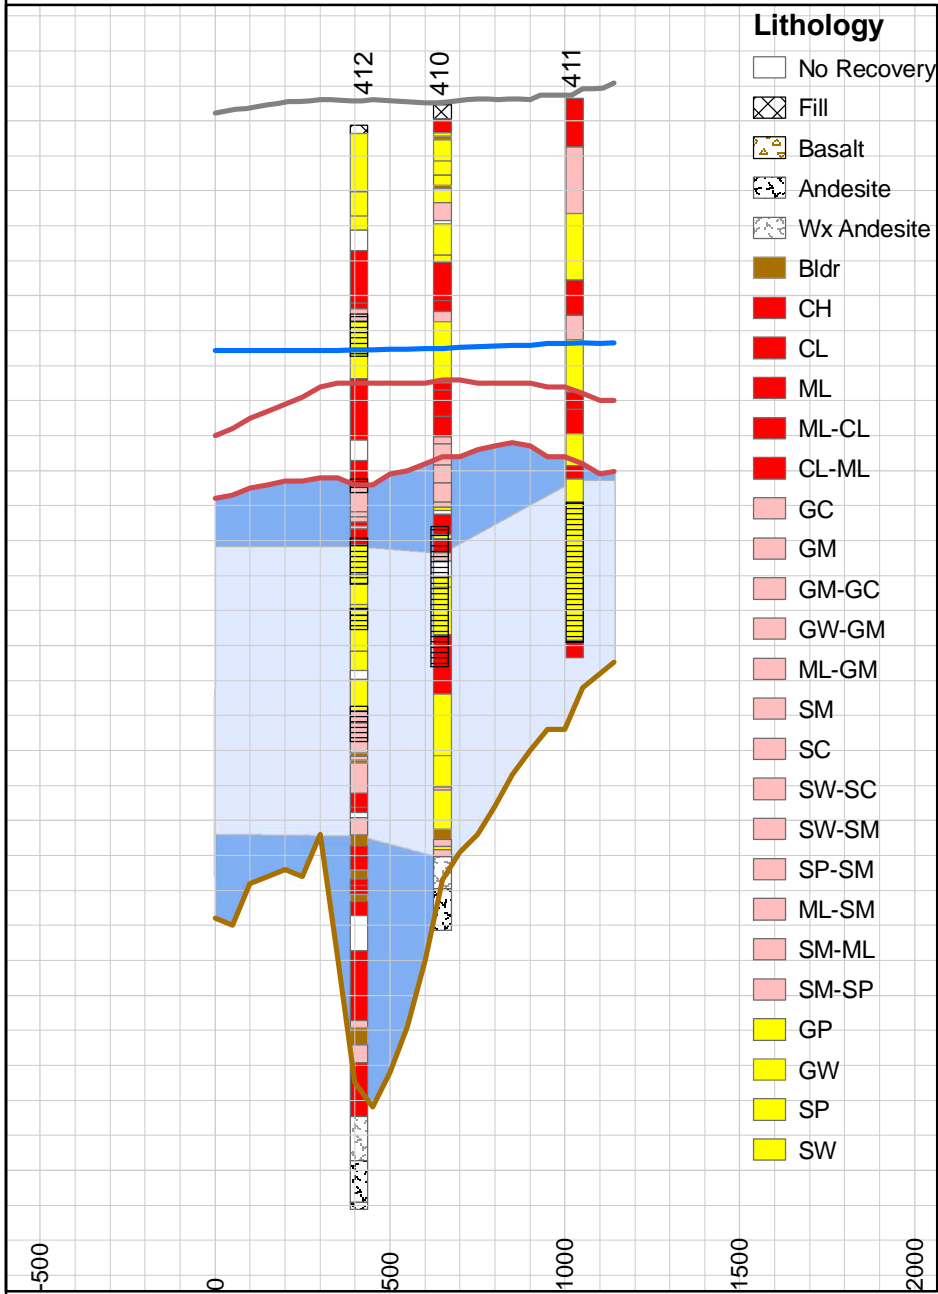 Lithology
412
410
411
No Recovery
Fill
Basalt
Andesite
Wx Andesite
Bldr
CH
CL
ML
ML-CL
CL-ML
GC
GM
GM-GC
GW-GM
ML-GM
SM
SC
SW-SC
SW-SM
SP-SM
ML-SM
SM-ML
SM-SP
GP
GW
SP
SW
-500
0
500
1000
1500
2000